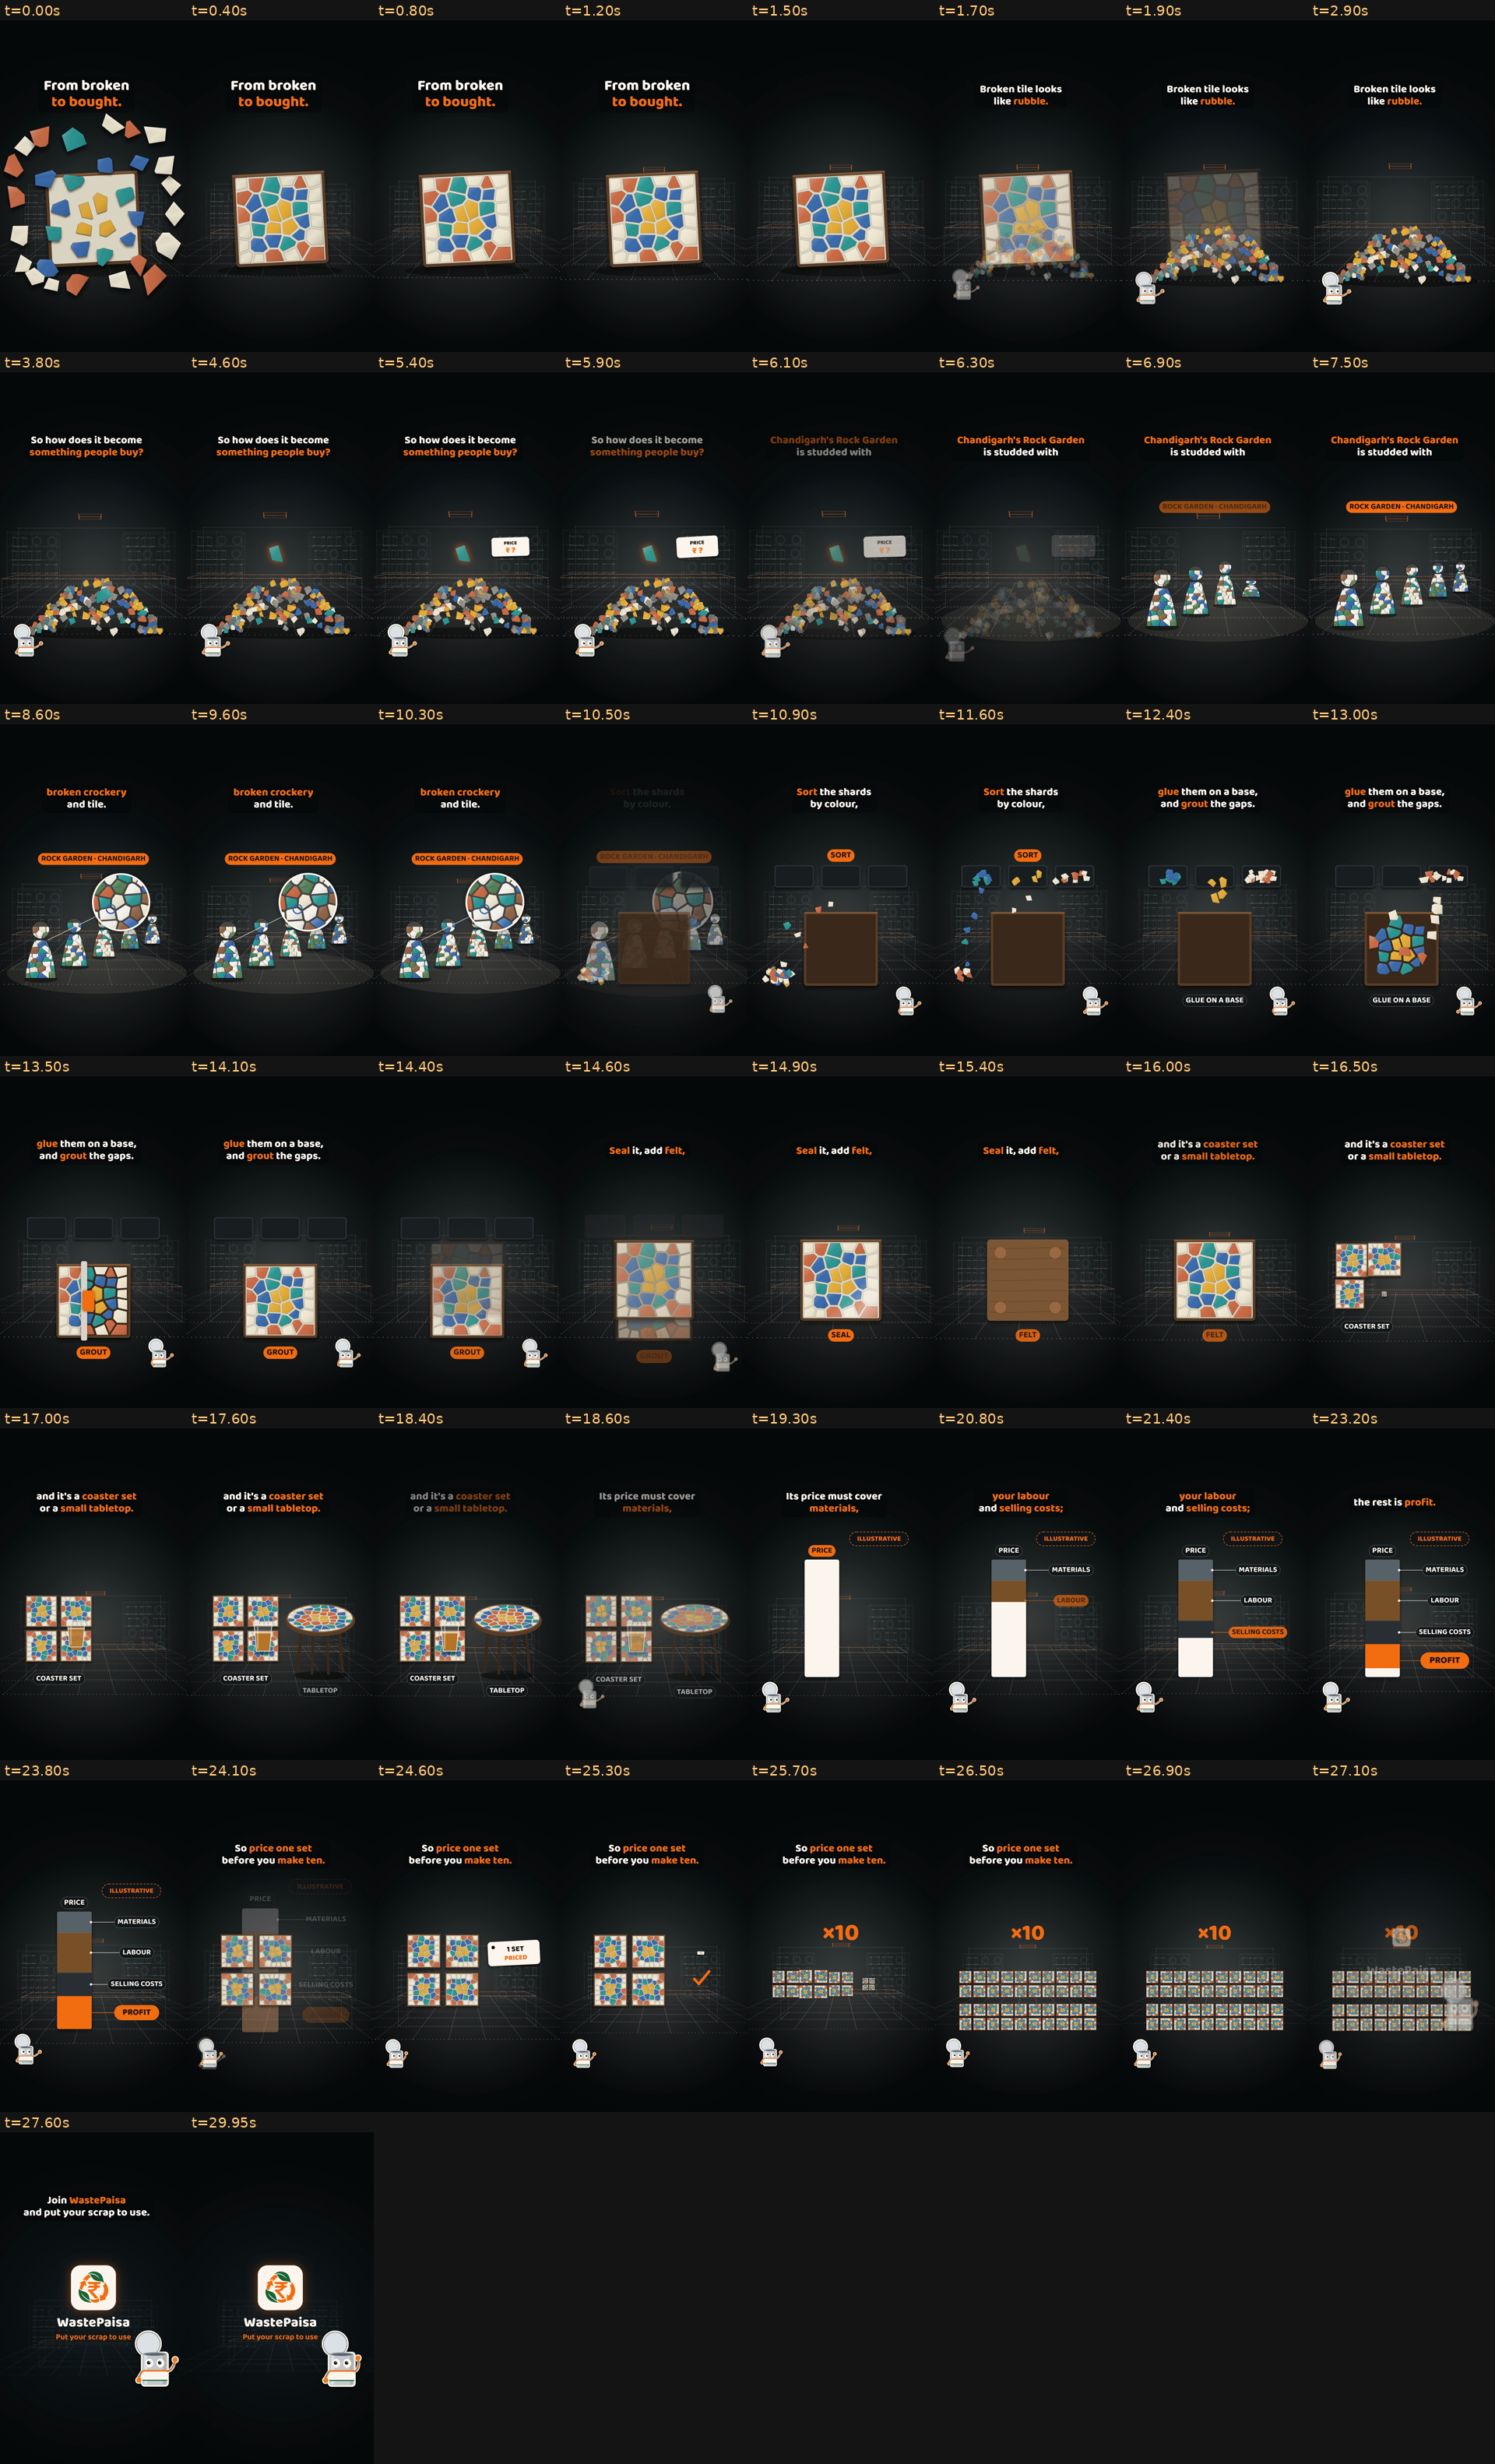 t=0.00s
From broken
to bought.
t=0.40s
From broken
to bought.
t=0.80s
From broken
to bought.
t=1.20s
From broken
to bought.
t=1.50s
t=1.70s
Broken tile looks
like rubble.
t=1.90s
Broken tile looks
like rubble.
t=2.90s
Broken tile looks
like rubble.
t=3.80s
So how does it become
something people buy?
t=4.60s
So how does it become
something people buy?
t=5.40s
So how does it become
something people buy?
PRICE
₹ ?
t=5.90s
So how does it become
something people buy?
PRICE
₹ ?
t=6.10s
Chandigarh's Rock Garden
is studded with
PRICE
₹ ?
t=6.30s
Chandigarh's Rock Garden
is studded with
t=6.90s
Chandigarh's Rock Garden
is studded with
ROCK GARDEN · CHANDIGARH
t=7.50s
Chandigarh's Rock Garden
is studded with
ROCK GARDEN · CHANDIGARH
t=8.60s
broken crockery
and tile.
ROCK GARDEN · CHANDIGARH
t=9.60s
broken crockery
and tile.
ROCK GARDEN · CHANDIGARH
t=10.30s
broken crockery
and tile.
ROCK GARDEN · CHANDIGARH
t=10.50s
Sort the shards
by colour,
ROCK GARDEN · CHANDIGARH
t=10.90s
Sort the shards
by colour,
SORT
t=11.60s
Sort the shards
by colour,
SORT
t=12.40s
glue them on a base,
and grout the gaps.
GLUE ON A BASE
t=13.00s
glue them on a base,
and grout the gaps.
GLUE ON A BASE
t=13.50s
glue them on a base,
and grout the gaps.
GROUT
t=14.10s
glue them on a base,
and grout the gaps.
GROUT
t=14.40s
GROUT
t=14.60s
Seal it, add felt,
GROUT
t=14.90s
Seal it, add felt,
SEAL
t=15.40s
Seal it, add felt,
FELT
t=16.00s
and it's a coaster set
or a small tabletop.
FELT
t=16.50s
and it's a coaster set
or a small tabletop.
COASTER SET
t=17.00s
and it's a coaster set
or a small tabletop.
COASTER SET
t=17.60s
and it's a coaster set
or a small tabletop.
COASTER SET
TABLETOP
t=18.40s
and it's a coaster set
or a small tabletop.
COASTER SET
TABLETOP
t=18.60s
Its price must cover
materials,
COASTER SET
TABLETOP
t=19.30s
Its price must cover
materials,
ILLUSTRATIVE
PRICE
t=20.80s
your labour
and selling costs;
ILLUSTRATIVE
PRICE
MATERIALS
LABOUR
t=21.40s
your labour
and selling costs;
ILLUSTRATIVE
PRICE
MATERIALS
LABOUR
SELLING COSTS
t=23.20s
the rest is profit.
ILLUSTRATIVE
PRICE
MATERIALS
LABOUR
SELLING COSTS
PROFIT
t=23.80s
ILLUSTRATIVE
PRICE
MATERIALS
LABOUR
SELLING COSTS
PROFIT
t=24.10s
So price one set
before you make ten.
ILLUSTRATIVE
PRICE
MATERIALS
LABOUR
SELLING COSTS
t=24.60s
So price one set
before you make ten.
1 SET
PRICED
t=25.30s
So price one set
before you make ten.
t=25.70s
So price one set
before you make ten.
×10
t=26.50s
So price one set
before you make ten.
×10
t=26.90s
×10
t=27.10s
×10
WastePaisa
t=27.60s
Join WastePaisa
and put your scrap to use.
WastePaisa
Put your scrap to use
t=29.95s
WastePaisa
Put your scrap to use